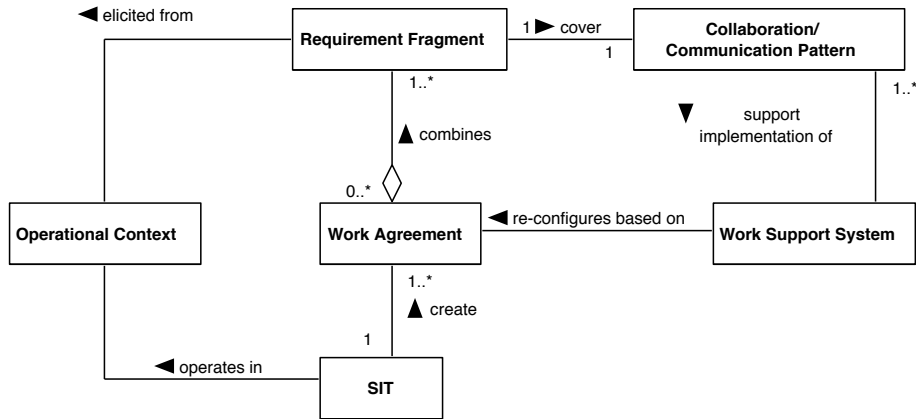 elicited from
Requirement Fragment
1
cover
1
Collaboration/
Communication Pattern
1..*
1..*
support
implementation of
combines
0..*
Operational Context
Work Agreement
re-configures based on
Work Support System
1..*
create
1
operates in
SIT